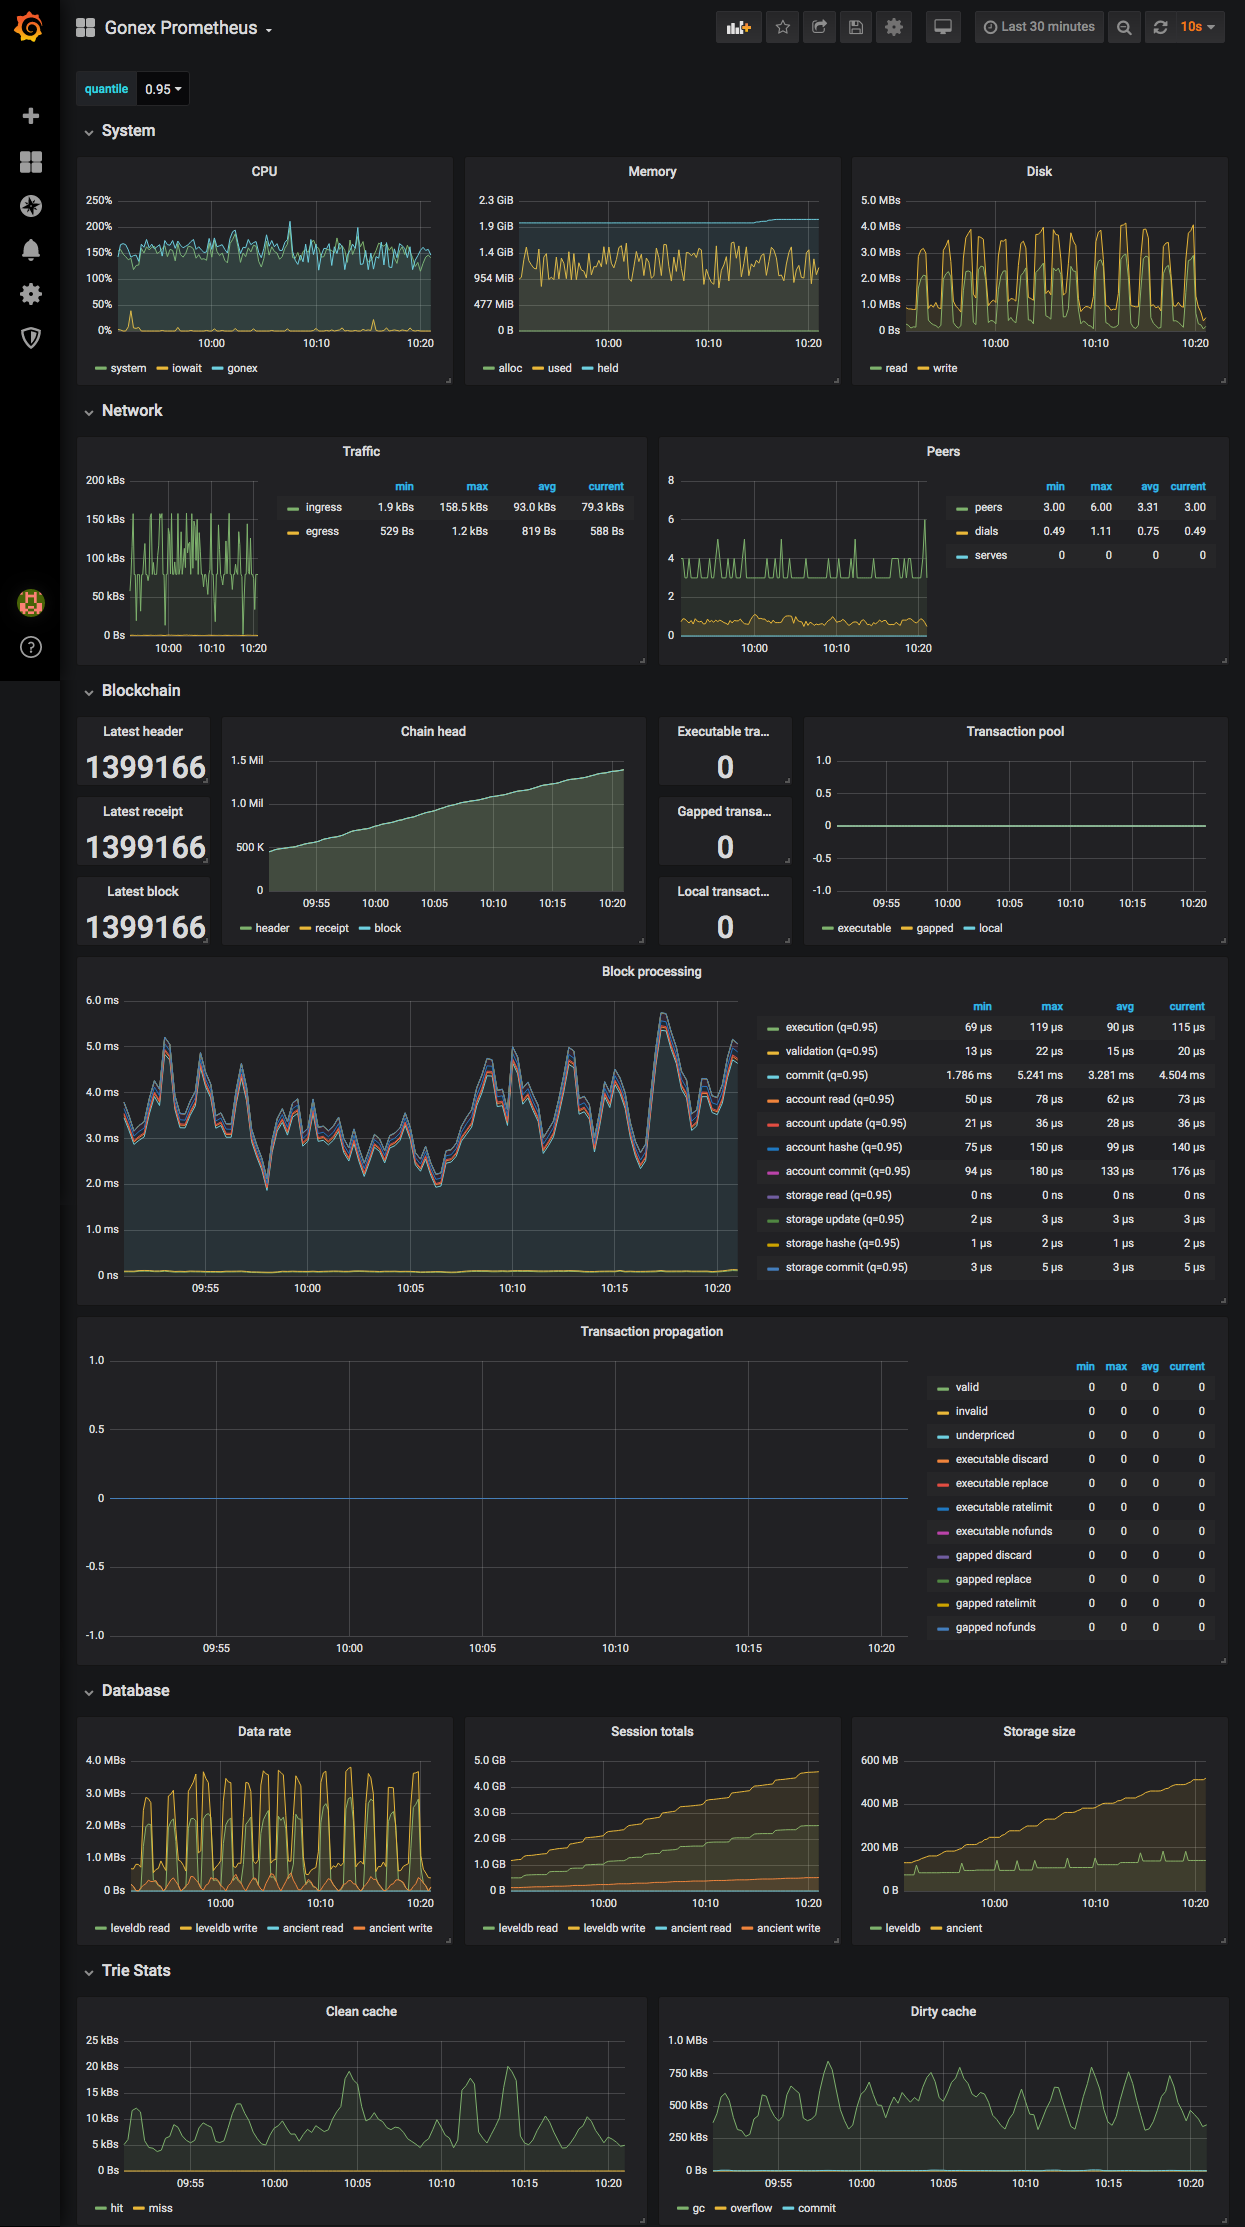 Gonex Prometheus
Last 30 minutes
10s
quantile 0.95
System
CPU
250%
200%
150%
100%
50%
0%
10:00 10:10 10:20
system iowait gonex
Memory
2.3 GiB
1.9 GiB
1.4 GiB
954 MiB
477 MiB
0 B
10:00 10:10 10:20
alloc used held
Disk
5.0 MBs
4.0 MBs
3.0 MBs
2.0 MBs
1.0 MBs
0 Bs
10:00 10:10 10:20
read write
Network
Traffic
200 kBs
150 kBs
100 kBs
50 kBs
0 Bs
10:00 10:10 10:20
min max avg current
ingress 1.9 kBs 158.5 kBs 93.0 kBs 79.3 kBs
egress 529 Bs 1.2 kBs 819 Bs 588 Bs
Peers
8
6
4
2
0
10:00 10:10 10:20
min max avg current
peers 3.00 6.00 3.31 3.00
dials 0.49 1.11 0.75 0.49
serves 0 0 0 0
Blockchain
Latest header
1399166
Latest receipt
1399166
Latest block
1399166
Chain head
1.5 Mil
1.0 Mil
500 K
0
09:55 10:00 10:05 10:10 10:15 10:20
header receipt block
Executable tra...
0
Gapped transa...
0
Local transact...
0
Transaction pool
1.0
0.5
0
-0.5
-1.0
09:55 10:00 10:05 10:10 10:15 10:20
executable gapped local
Block processing
6.0 ms
5.0 ms
4.0 ms
3.0 ms
2.0 ms
1.0 ms
0 ns
09:55 10:00 10:05 10:10 10:15 10:20
min max avg current
execution (q=0.95) 69 µs 119 µs 90 µs 115 µs
validation (q=0.95) 13 µs 22 µs 15 µs 20 µs
commit (q=0.95) 1.786 ms 5.241 ms 3.281 ms 4.504 ms
account read (q=0.95) 50 µs 78 µs 62 µs 73 µs
account update (q=0.95) 21 µs 36 µs 28 µs 36 µs
account hashe (q=0.95) 75 µs 150 µs 99 µs 140 µs
account commit (q=0.95) 94 µs 180 µs 133 µs 176 µs
storage read (q=0.95) 0 ns 0 ns 0 ns 0 ns
storage update (q=0.95) 2 µs 3 µs 3 µs 3 µs
storage hashe (q=0.95) 1 µs 2 µs 1 µs 2 µs
storage commit (q=0.95) 3 µs 5 µs 3 µs 5 µs
Transaction propagation
1.0
0.5
0
-0.5
-1.0
09:55 10:00 10:05 10:10 10:15 10:20
min max avg current
valid 0 0 0 0
invalid 0 0 0 0
underpriced 0 0 0 0
executable discard 0 0 0 0
executable replace 0 0 0 0
executable ratelimit 0 0 0 0
executable nofunds 0 0 0 0
gapped discard 0 0 0 0
gapped replace 0 0 0 0
gapped ratelimit 0 0 0 0
gapped nofunds 0 0 0 0
Database
Data rate
4.0 MBs
3.0 MBs
2.0 MBs
1.0 MBs
0 Bs
10:00 10:10 10:20
leveldb read leveldb write ancient read ancient write
Session totals
5.0 GB
4.0 GB
3.0 GB
2.0 GB
1.0 GB
0 B
10:00 10:10 10:20
leveldb read leveldb write ancient read ancient write
Storage size
600 MB
400 MB
200 MB
0 B
10:00 10:10 10:20
leveldb ancient
Trie Stats
Clean cache
25 kBs
20 kBs
15 kBs
10 kBs
5 kBs
0 Bs
09:55 10:00 10:05 10:10 10:15 10:20
hit miss
Dirty cache
1.0 MBs
750 kBs
500 kBs
250 kBs
0 Bs
09:55 10:00 10:05 10:10 10:15 10:20
gc overflow commit